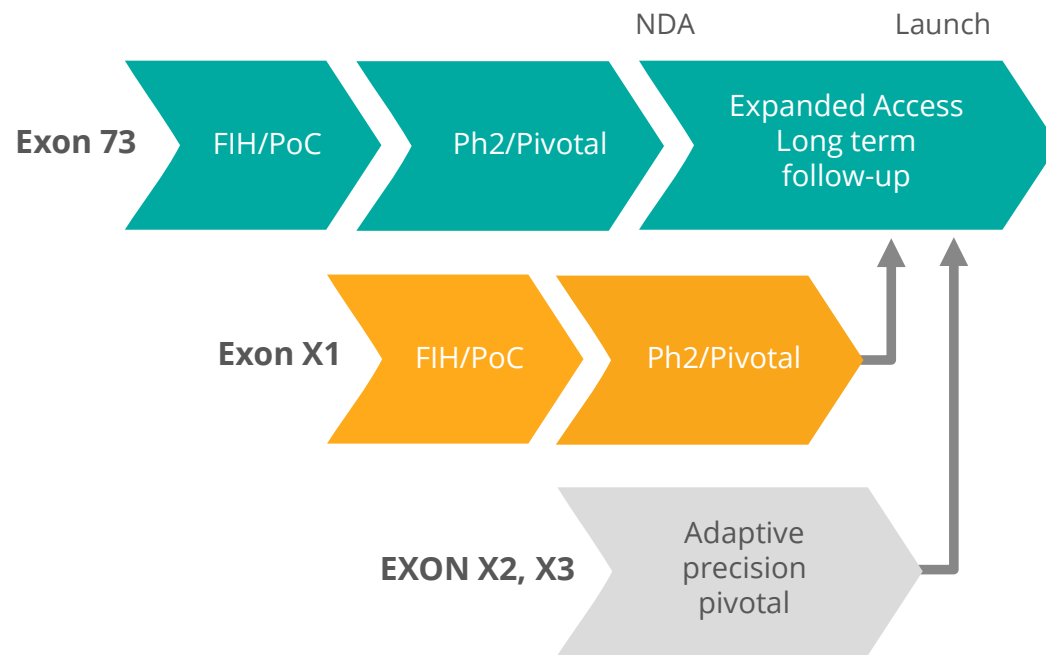 NDA Launch
Exon 73 FIH/PoC Ph2/Pivotal Expanded Access
Long term
follow-up
Exon X1 FIH/PoC Ph2/Pivotal
EXON X2, X3 Adaptive
precision
pivotal